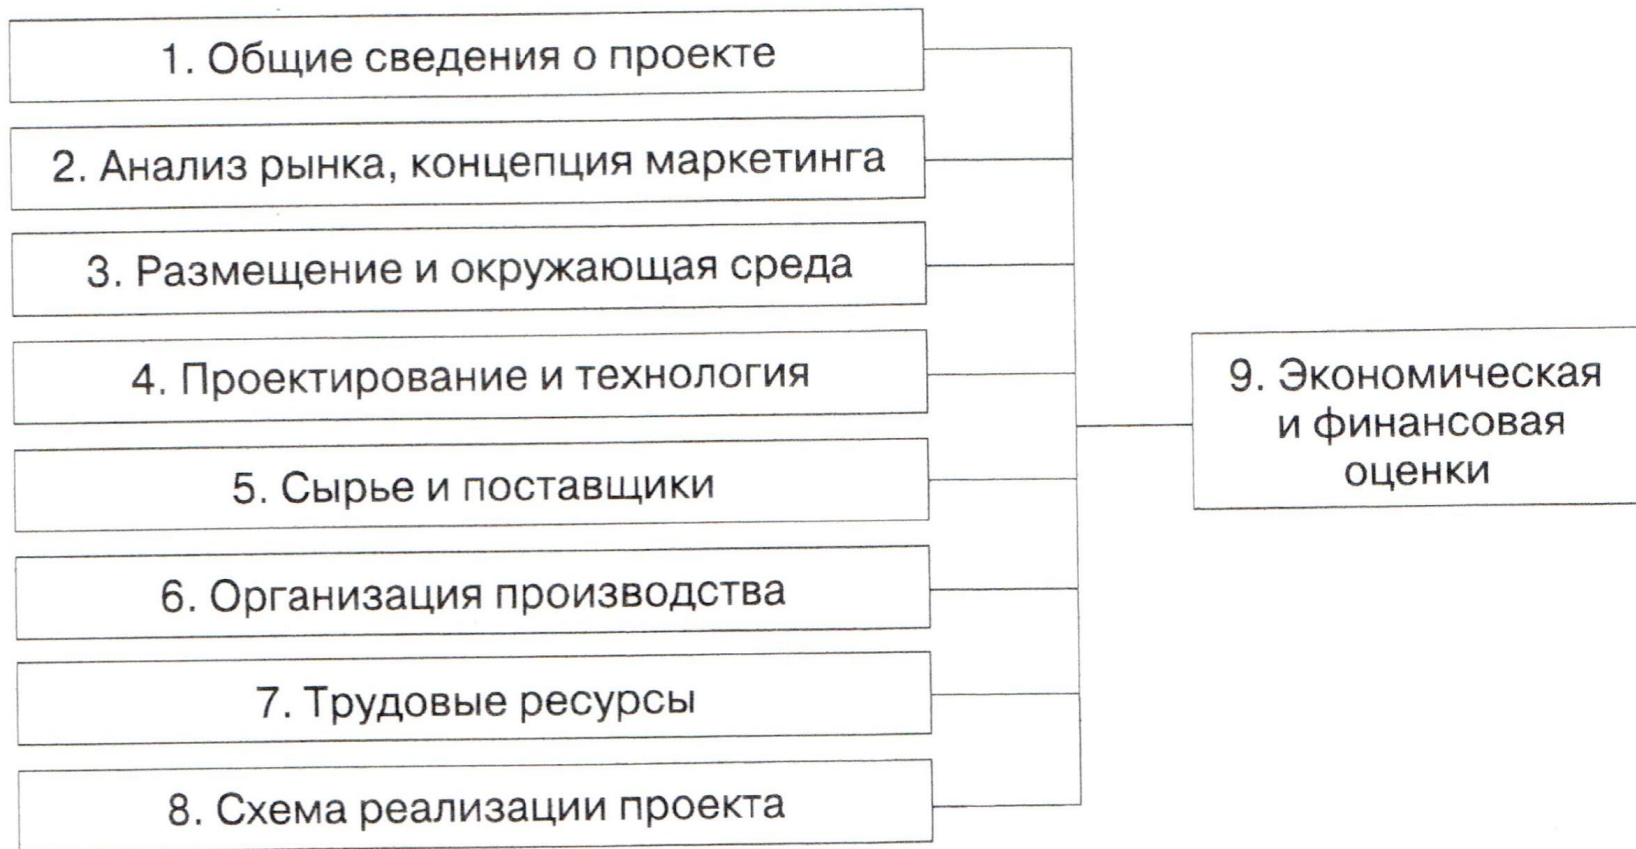 1. Общие сведения о проекте
2. Анализ рынка, концепция маркетинга
3. Размещение и окружающая среда
4. Проектирование и технология
5. Сырье и поставщики
6. Организация производства
7. Трудовые ресурсы
8. Схема реализации проекта
9. Экономическая
и финансовая
оценки